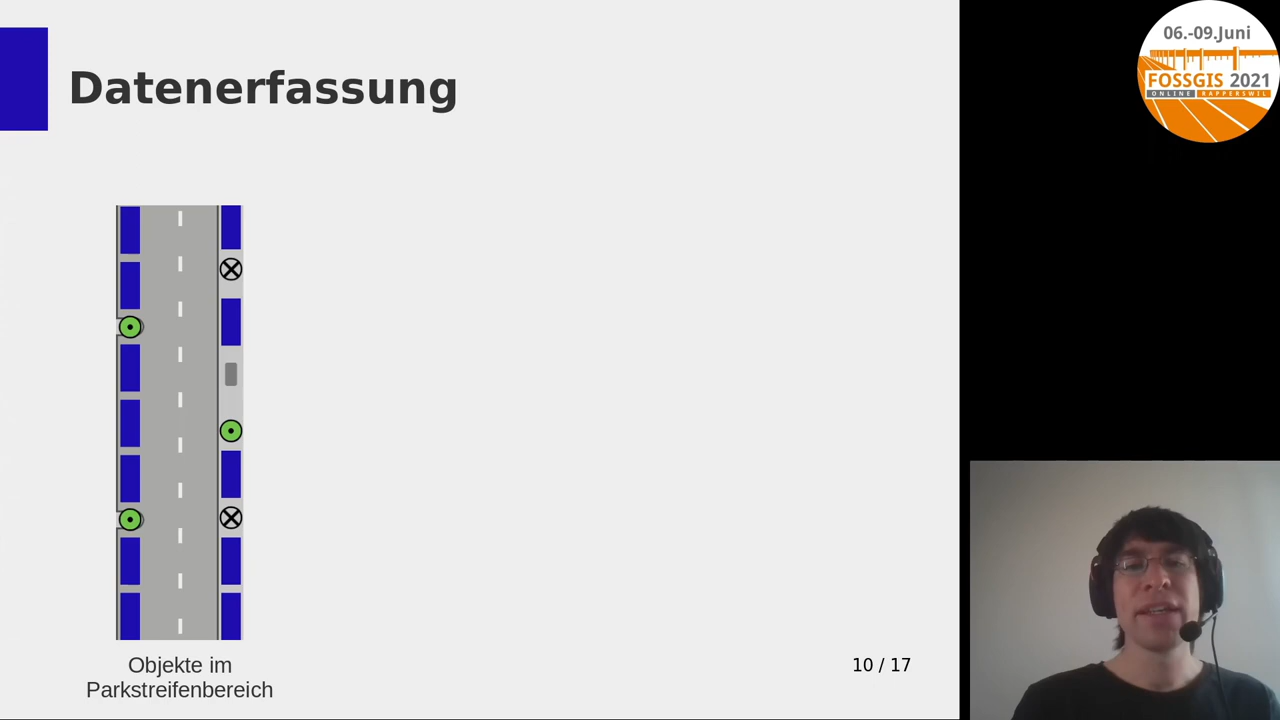 Datenerfassung
06.-09.Juni
FOSSGIS 2021
ONLINE RAPPERSWIL
Objekte im
Parkstreifenbereich
10 / 17